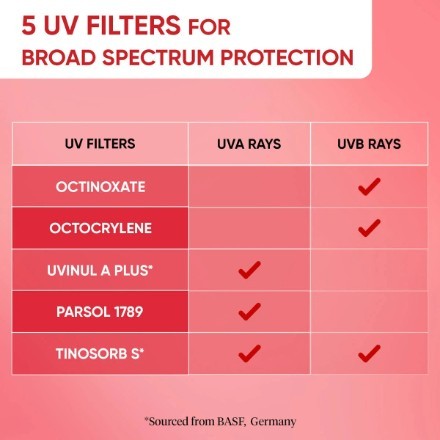 5 UV FILTERS FOR
BROAD SPECTRUM PROTECTION
UV FILTERS UVA RAYS UVB RAYS
OCTINOXATE ✓
OCTOCRYLENE ✓
UVINUL A PLUS* ✓
PARSOL 1789 ✓
TINOSORB S* ✓ ✓
*Sourced from BASF, Germany